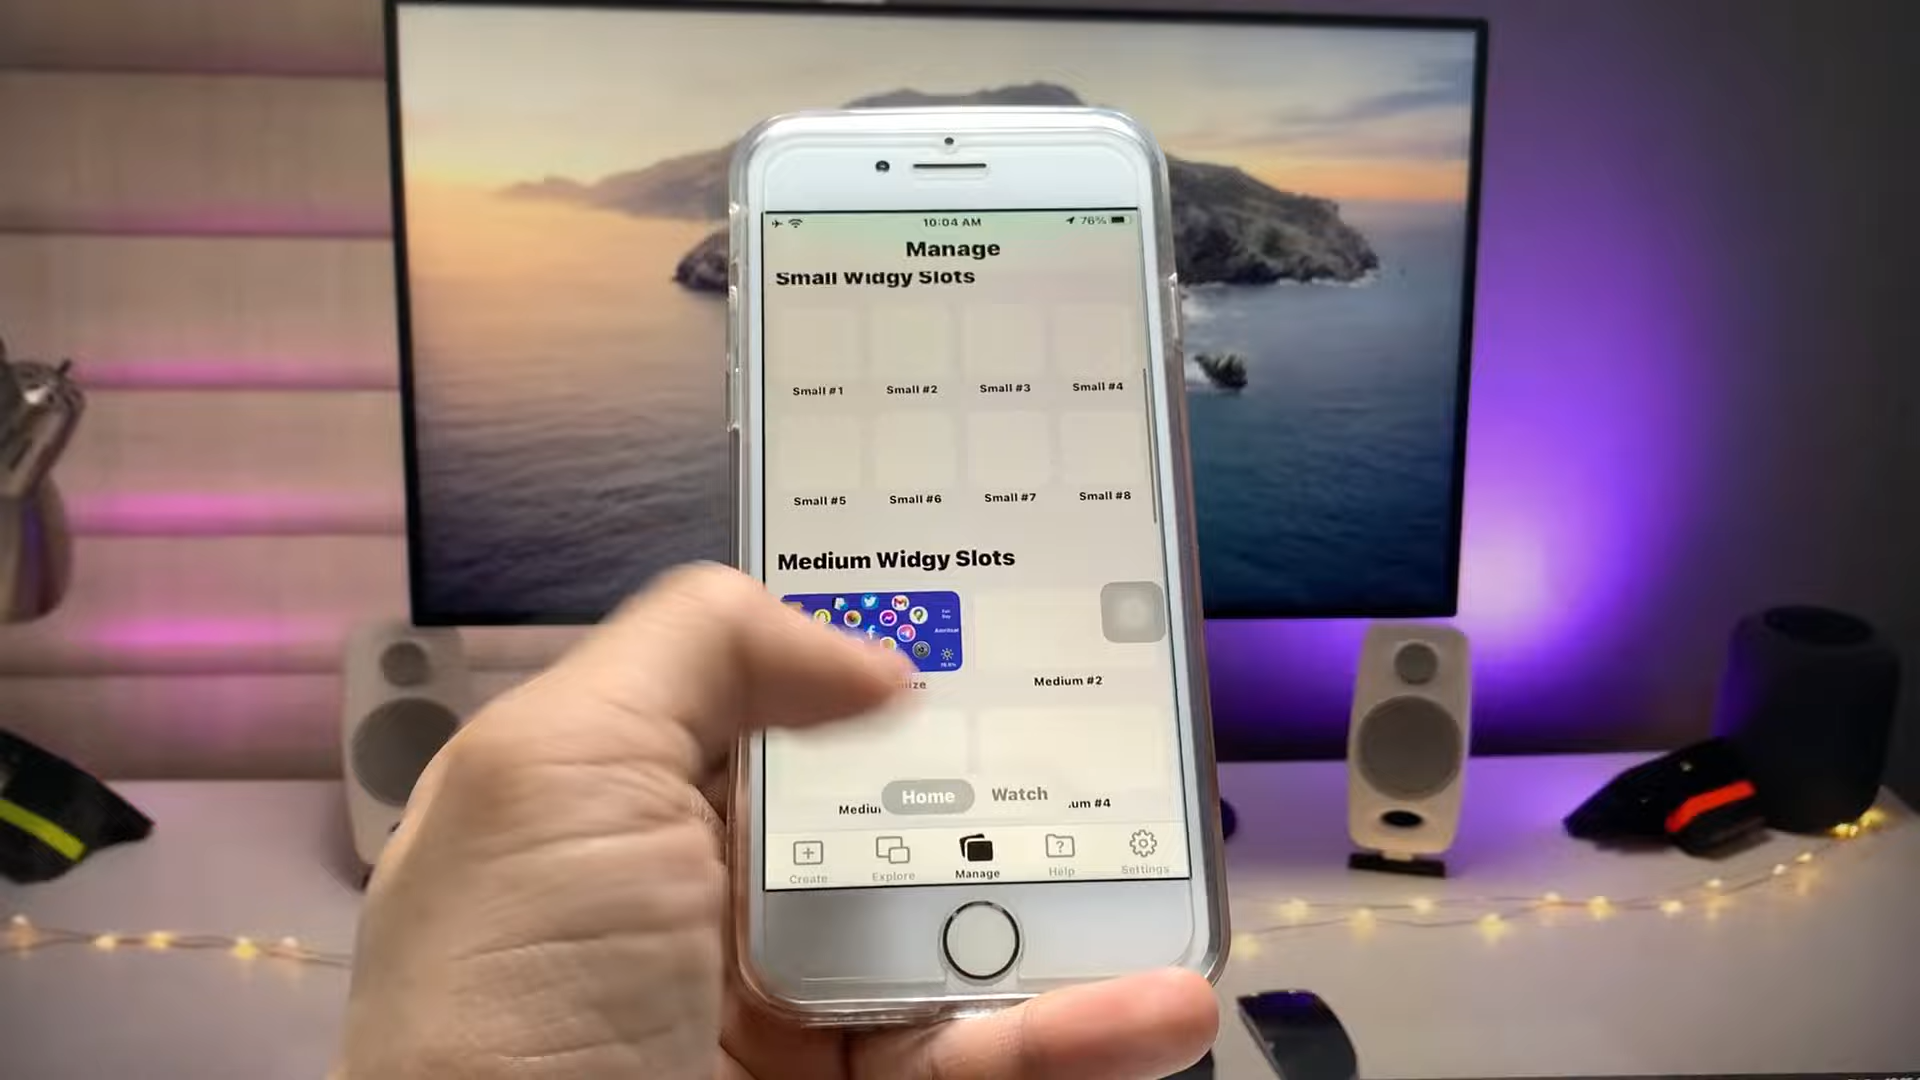 10:04 AM
76%
Manage
Small Widgy Slots
Small #1 Small #2 Small #3 Small #4
Small #5 Small #6 Small #7 Small #8
Medium Widgy Slots
Medium #2
Home Watch
Create Explore Manage Help Settings